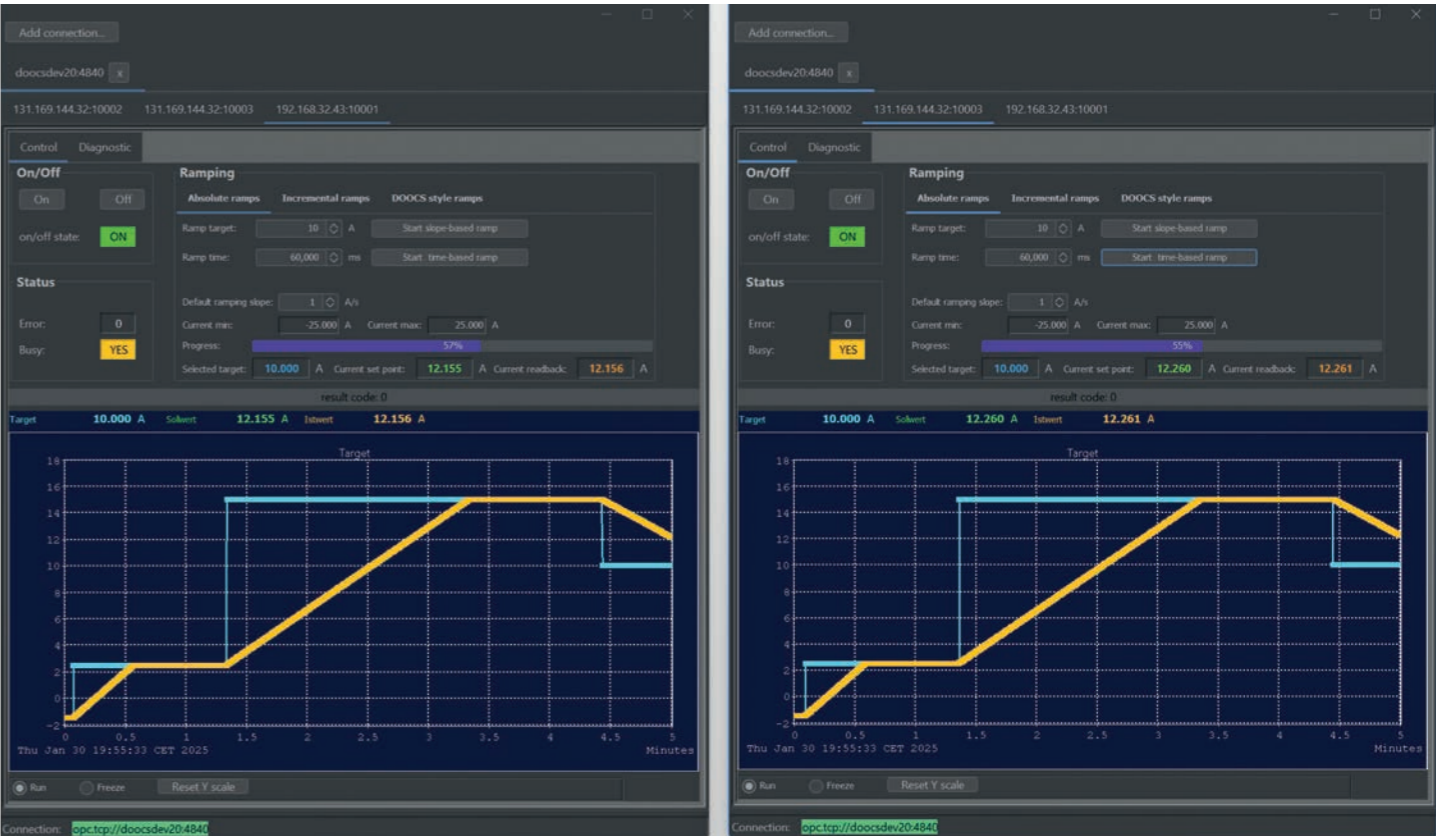 Add connection...
doocsdev20:4840 x
131.169.144.32:10002 131.169.144.32:10003 192.168.32.43:10001
Control Diagnostic
On/Off
On Off
on/off state: ON
Status
Error: 0
Busy: YES
Ramping
Absolute ramps Incremental ramps DOOCS style ramps
Ramp target: 10 A Start slope-based ramp
Ramp time: 60,000 ms Start time-based ramp
Default ramping slope: 1 A/s
Current min: -25.000 A Current max: 25.000 A
Progress: 57%
Selected target: 10.000 A Current set point: 12.155 A Current readback: 12.156 A
result code: 0
Target 10.000 A Sollwert 12.155 A Istwert 12.156 A
Target
18
16
14
12
10
8
6
4
2
0
-2
0 0.5 1 1.5 2 2.5 3 3.5 4 4.5 5
Thu Jan 30 19:55:33 CET 2025 Minutes
Run Freeze Reset Y scale
Connection: opc.tcp://doocsdev20:4840
Add connection...
doocsdev20:4840 x
131.169.144.32:10002 131.169.144.32:10003 192.168.32.43:10001
Control Diagnostic
On/Off
On Off
on/off state: ON
Status
Error: 0
Busy: YES
Ramping
Absolute ramps Incremental ramps DOOCS style ramps
Ramp target: 10 A Start slope-based ramp
Ramp time: 60,000 ms Start time-based ramp
Default ramping slope: 1 A/s
Current min: -25.000 A Current max: 25.000 A
Progress: 55%
Selected target: 10.000 A Current set point: 12.260 A Current readback: 12.261 A
result code: 0
Target 10.000 A Sollwert 12.260 A Istwert 12.261 A
Target
18
16
14
12
10
8
6
4
2
0
-2
0 0.5 1 1.5 2 2.5 3 3.5 4 4.5 5
Thu Jan 30 19:55:33 CET 2025 Minutes
Run Freeze Reset Y scale
Connection: opc.tcp://doocsdev20:4840